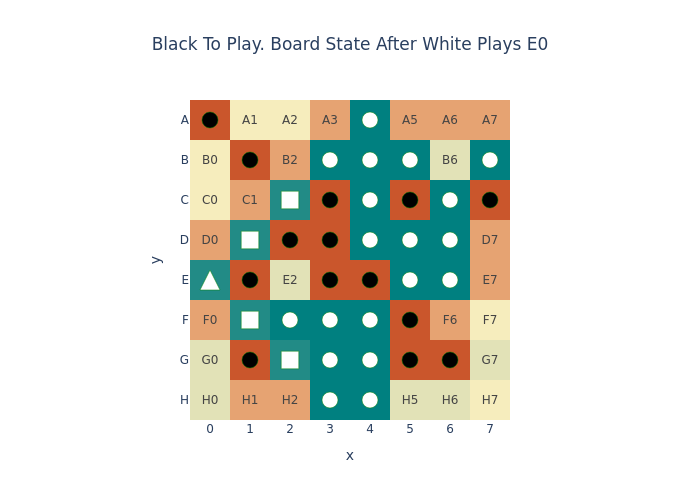 Black To Play. Board State After White Plays E0
A A1 A2 A3 A5 A6 A7
B B0 B2 B6
C C0 C1
D D0 D7
E E2 E7
F F0 F6 F7
G G0 G7
H H0 H1 H2 H5 H6 H7
0 1 2 3 4 5 6 7
x
y